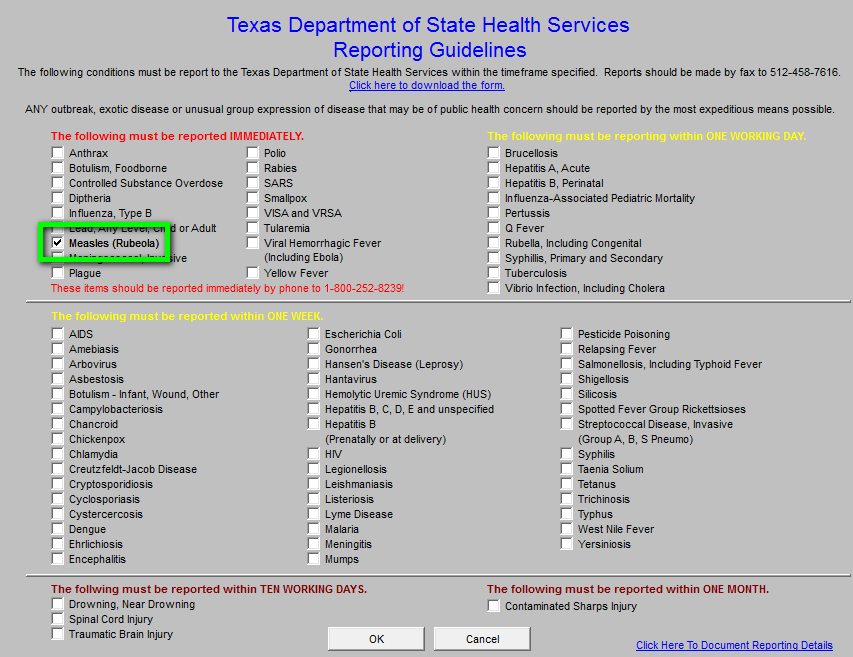 Texas Department of State Health Services
Reporting Guidelines
The following conditions must be report to the Texas Department of State Health Services within the timeframe specified. Reports should be made by fax to 512-458-7616.
Click here to download the form.
ANY outbreak, exotic disease or unusual group expression of disease that may be of public health concern should be reported by the most expeditious means possible.
The following must be reported IMMEDIATELY.
Anthrax
Botulism, Foodborne
Controlled Substance Overdose
Diptheria
Influenza, Type B
Lead, Any Level, Child or Adult
Measles (Rubeola)
Meningococcal, Invasive
Plague
Polio
Rabies
SARS
Smallpox
VISA and VRSA
Tularemia
Viral Hemorrhagic Fever
(Including Ebola)
Yellow Fever
These items should be reported immediately by phone to 1-800-252-8239!
The following must be reporting within ONE WORKING DAY.
Brucellosis
Hepatitis A, Acute
Hepatitis B, Perinatal
Influenza-Associated Pediatric Mortality
Pertussis
Q Fever
Rubella, Including Congenital
Syphillis, Primary and Secondary
Tuberculosis
Vibrio Infection, Including Cholera
The following must be reported within ONE WEEK.
AIDS
Amebiasis
Arbovirus
Asbestosis
Botulism - Infant, Wound, Other
Campylobacteriosis
Chancroid
Chickenpox
Chlamydia
Creutzfeldt-Jacob Disease
Cryptosporidiosis
Cyclosporiasis
Cystercercosis
Dengue
Ehrlichiosis
Encephalitis
Escherichia Coli
Gonorrhea
Hansen's Disease (Leprosy)
Hantavirus
Hemolytic Uremic Syndrome (HUS)
Hepatitis B, C, D, E and unspecified
Hepatitis B
(Prenatally or at delivery)
HIV
Legionellosis
Leishmaniasis
Listeriosis
Lyme Disease
Malaria
Meningitis
Mumps
Pesticide Poisoning
Relapsing Fever
Salmonellosis, Including Typhoid Fever
Shigellosis
Silicosis
Spotted Fever Group Rickettsioses
Streptococcal Disease, Invasive
(Group A, B, S Pneumo)
Syphilis
Taenia Solium
Tetanus
Trichinosis
Typhus
West Nile Fever
Yersiniosis
The follwing must be reported within TEN WORKING DAYS.
Drowning, Near Drowning
Spinal Cord Injury
Traumatic Brain Injury
The following must be reported within ONE MONTH.
Contaminated Sharps Injury
OK
Cancel
Click Here To Document Reporting Details